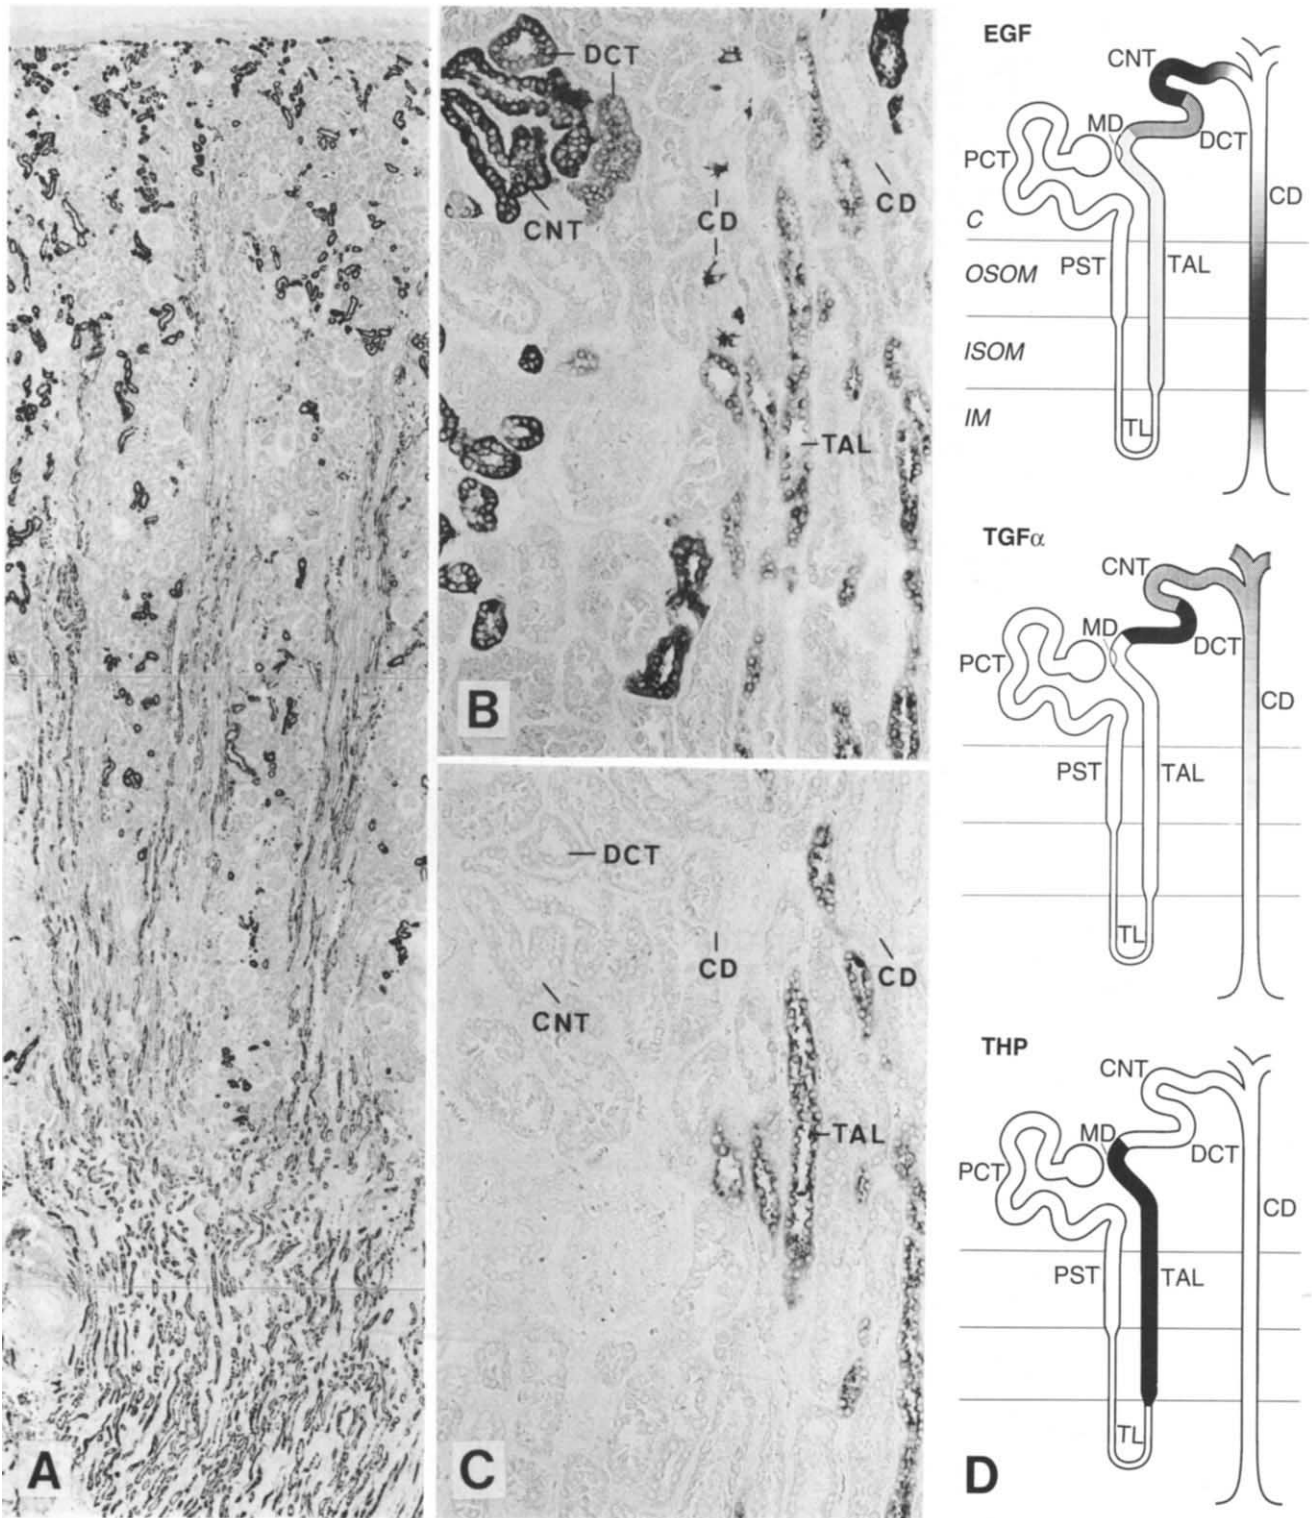 A
DCT
CNT
CD
CD
TAL
B
DCT
CD
CD
CNT
TAL
C
EGF
CNT
MD
PCT
DCT
CD
C
OSOM
PST
TAL
ISOM
IM
TL
TGFα
CNT
MD
PCT
DCT
CD
PST
TAL
TL
THP
CNT
MD
PCT
DCT
CD
PST
TAL
TL
D